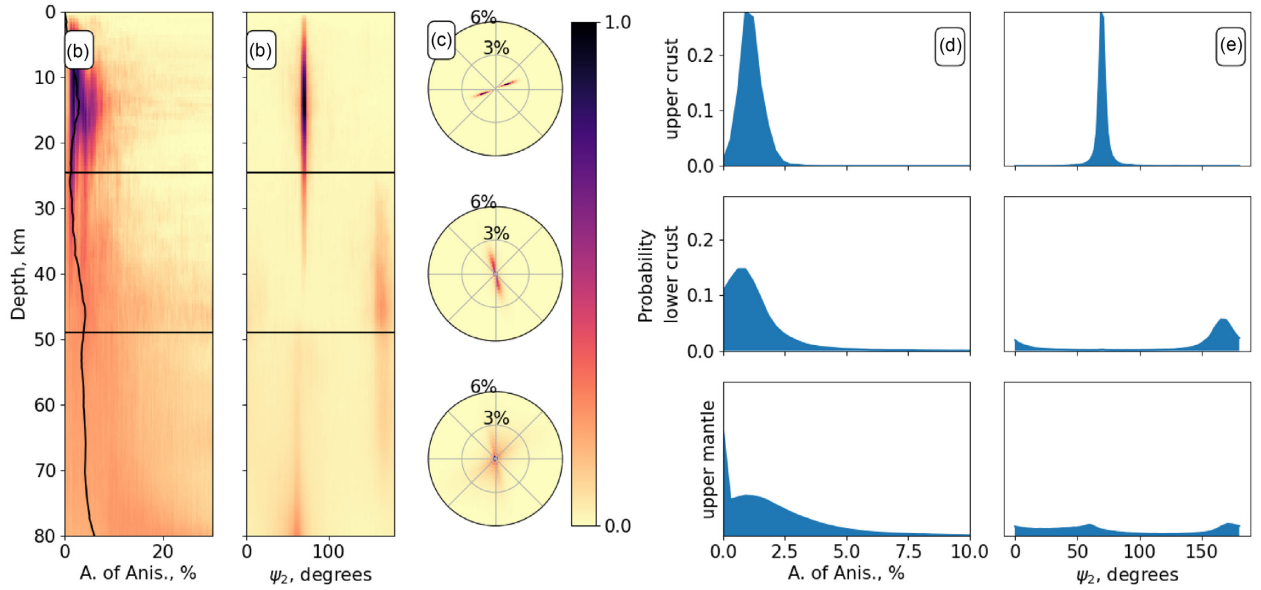 (b)
0
10
20
30
40
50
60
70
80
Depth, km
0
20
A. of Anis., %
(b)
0
100
ψ₂, degrees
(c)
6%
3%
6%
3%
6%
3%
1.0
0.0
Probability
upper crust
0.2
0.1
0.0
(d)
(e)
lower crust
0.2
0.1
0.0
upper mantle
0.0
2.5
5.0
7.5
10.0
A. of Anis., %
0
50
100
150
ψ₂, degrees